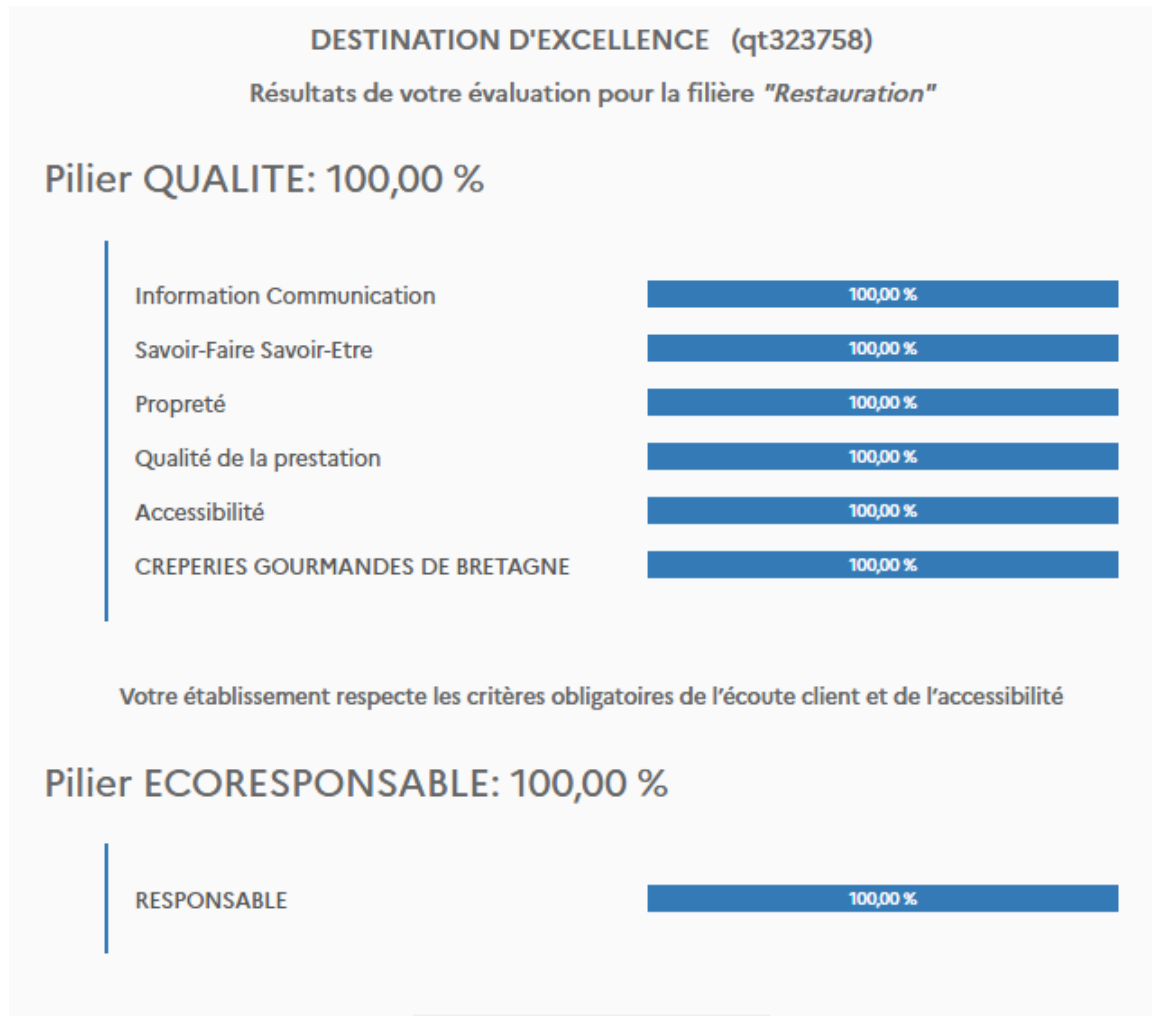 DESTINATION D'EXCELLENCE (qt323758)
Résultats de votre évaluation pour la filière "Restauration"
Pilier QUALITE: 100,00 %
Information Communication 100,00 %
Savoir-Faire Savoir-Etre 100,00 %
Propreté 100,00 %
Qualité de la prestation 100,00 %
Accessibilité 100,00 %
CREPERIES GOURMANDES DE BRETAGNE 100,00 %
Votre établissement respecte les critères obligatoires de l’écoute client et de l’accessibilité
Pilier ECORESPONSABLE: 100,00 %
RESPONSABLE 100,00 %